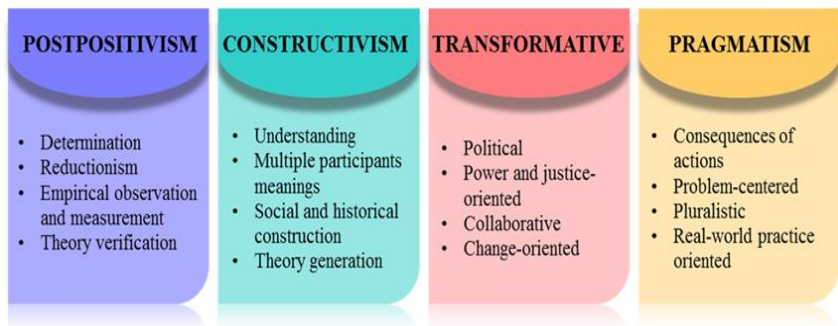 POSTPOSITIVISM
• Determination
• Reductionism
• Empirical observation
and measurement
• Theory verification
CONSTRUCTIVISM
• Understanding
• Multiple participants
meanings
• Social and historical
construction
• Theory generation
TRANSFORMATIVE
• Political
• Power and justice-
oriented
• Collaborative
• Change-oriented
PRAGMATISM
• Consequences of
actions
• Problem-centered
• Pluralistic
• Real-world practice
oriented